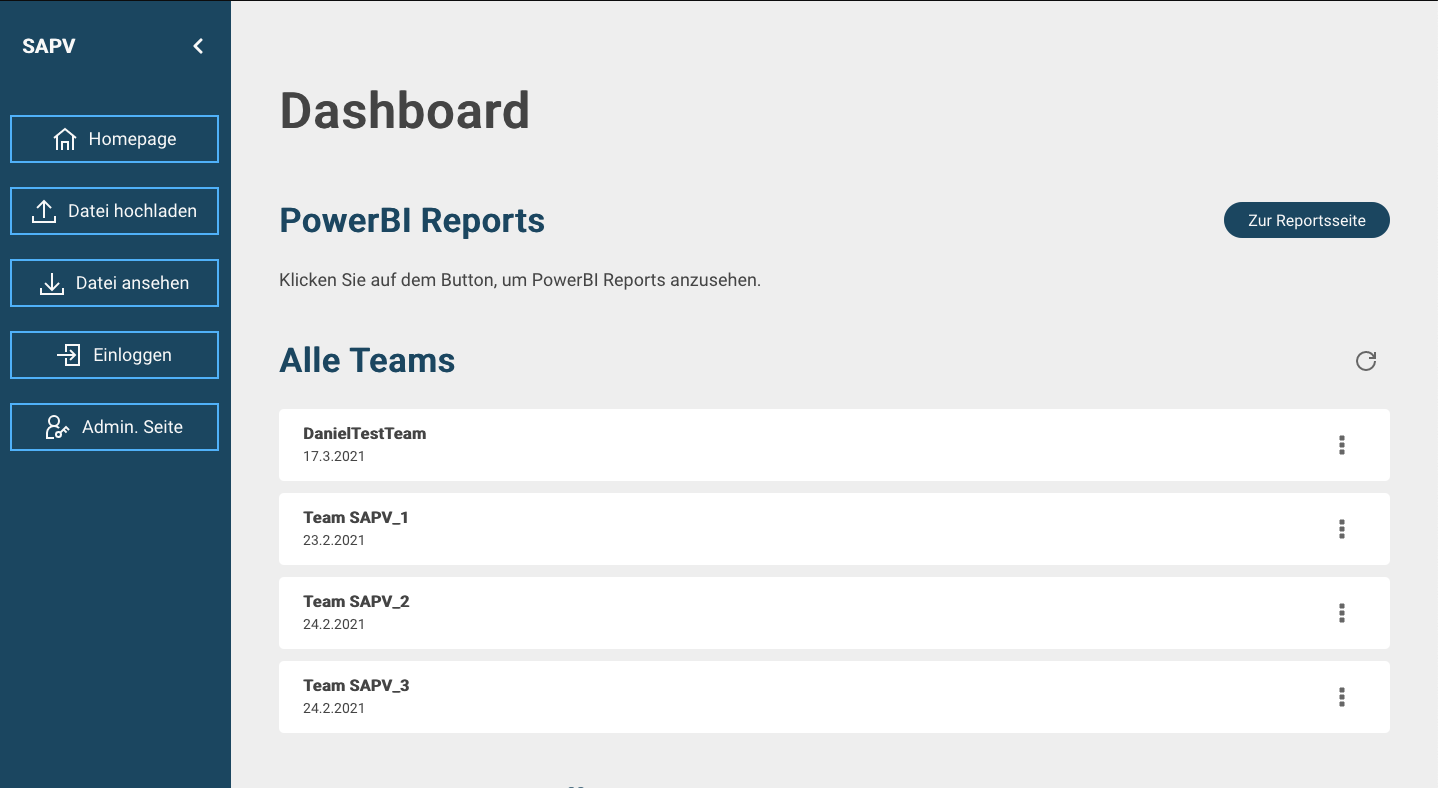 SAPV
Homepage
Datei hochladen
Datei ansehen
Einloggen
Admin. Seite
Dashboard
PowerBI Reports
Zur Reportsseite
Klicken Sie auf dem Button, um PowerBI Reports anzusehen.
Alle Teams
DanielTestTeam
17.3.2021
Team SAPV_1
23.2.2021
Team SAPV_2
24.2.2021
Team SAPV_3
24.2.2021